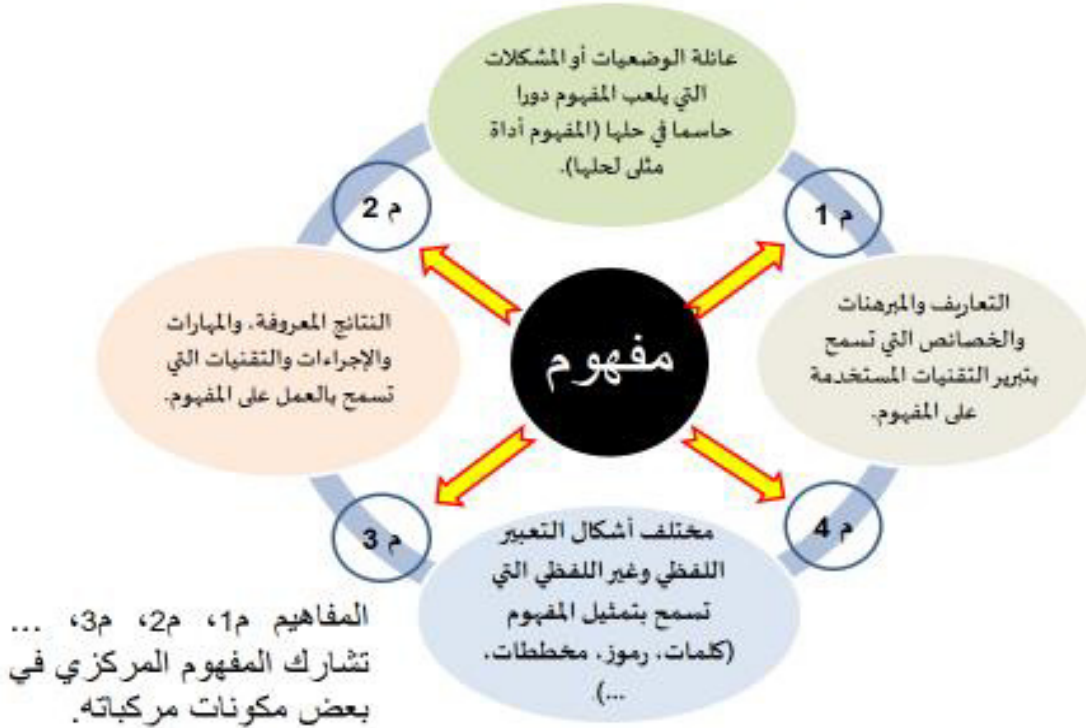 عائلة الوضعيات أو المشكلات
التي يلعب المفهوم دورا
حاسما في حلها (المفهوم أداة
مثلى لحلها).
م 1
م 2
التعاريف والمبرهنات
والخصائص التي تسمح
بتبرير التقنيات المستخدمة
على المفهوم.
مفهوم
النتائج المعروفة، والمهارات
والإجراءات والتقنيات التي
تسمح بالعمل على المفهوم.
م 4
م 3
مختلف أشكال التعبير
اللفظي وغير اللفظي التي
تسمح بتمثيل المفهوم
(كلمات، رموز، مخططات،
...)
المفاهيم م1، م2، م3، ...
تشارك المفهوم المركزي في
بعض مكونات مركباته.